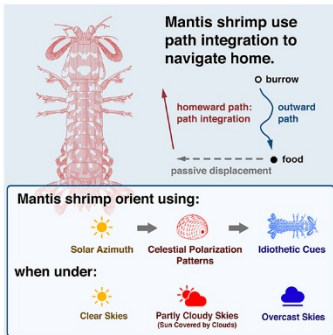 Mantis shrimp use
path integration to
navigate home.
burrow
homeward path:
path integration
outward
path
food
passive displacement
Mantis shrimp orient using:
Solar Azimuth
Celestial Polarization
Patterns
Idiothetic Cues
when under:
Clear Skies
Partly Cloudy Skies
(Sun Covered by Clouds)
Overcast Skies